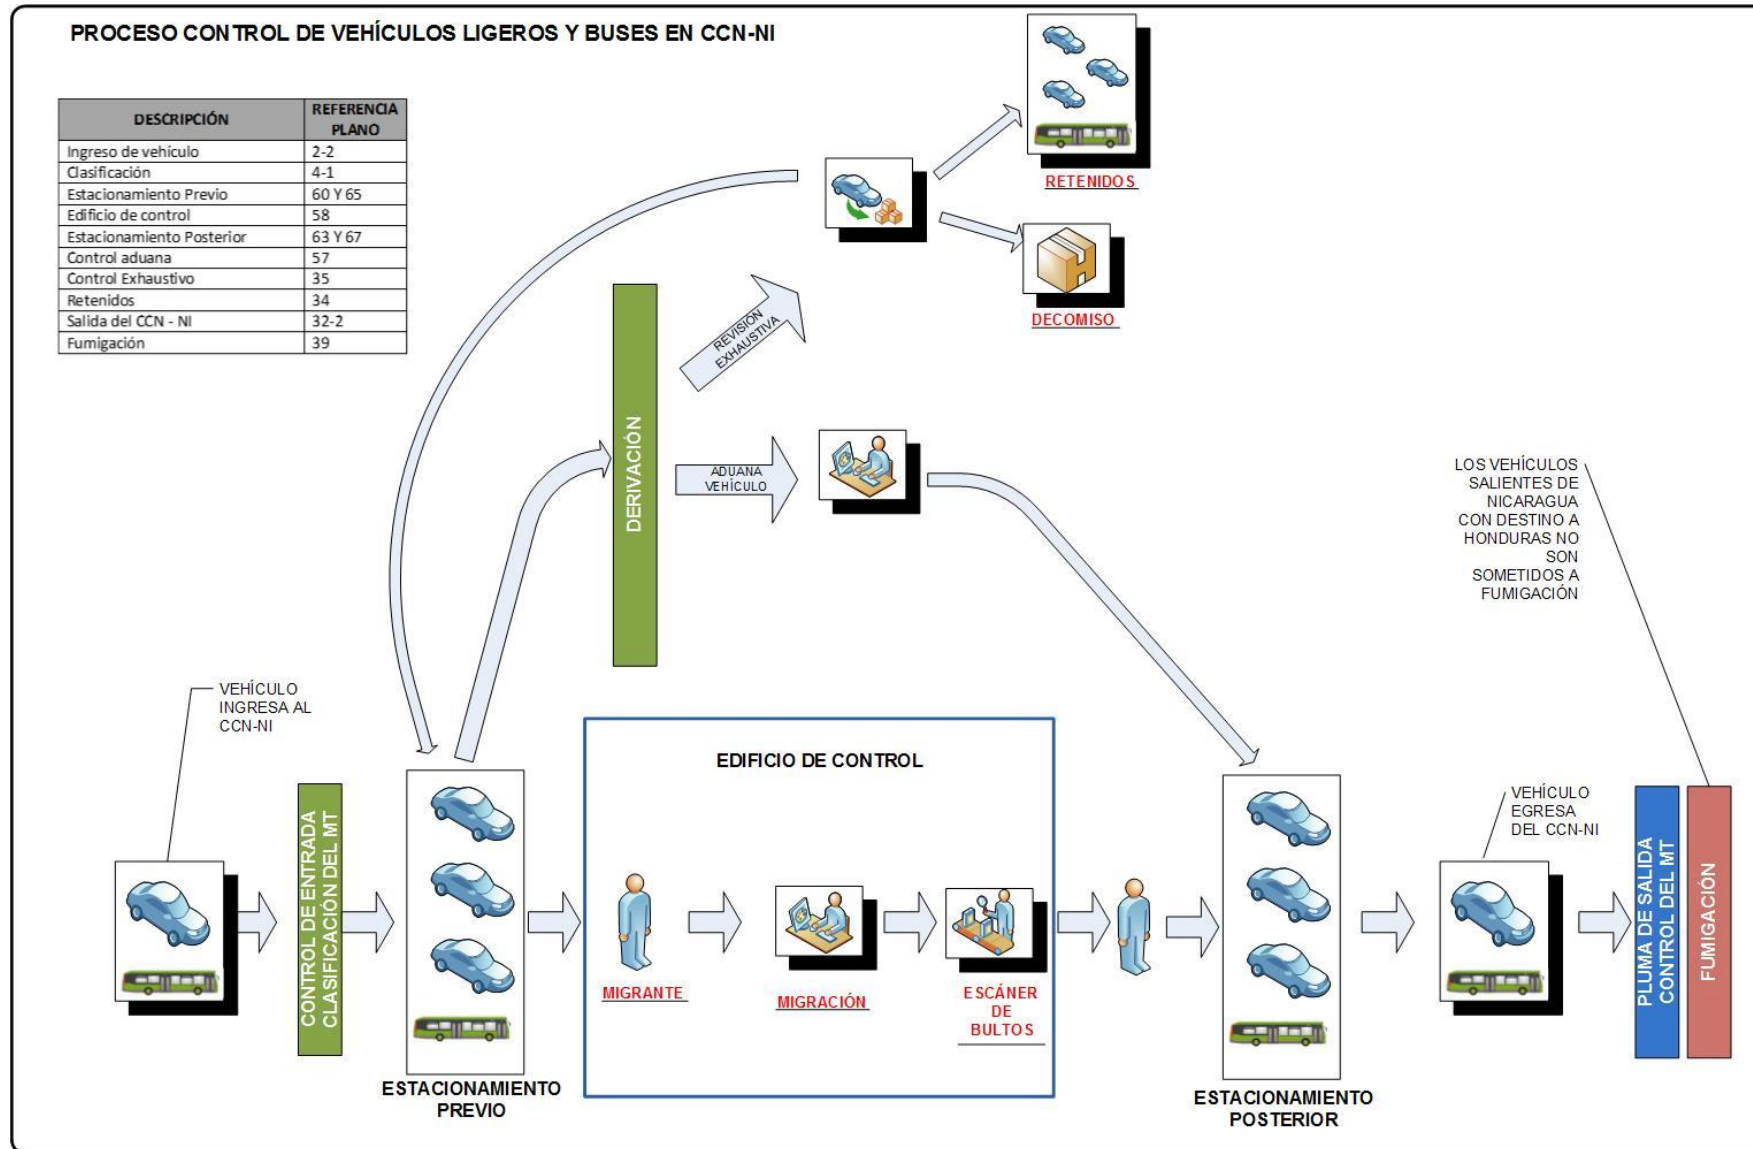 PROCESO CONTROL DE VEHÍCULOS LIGEROS Y BUSES EN CCN-NI
DESCRIPCIÓN REFERENCIA PLANO
Ingreso de vehículo 2-2
Clasificación 4-1
Estacionamiento Previo 60 Y 65
Edificio de control 58
Estacionamiento Posterior 63 Y 67
Control aduana 57
Control Exhaustivo 35
Retenidos 34
Salida del CCN - NI 32-2
Fumigación 39
RETENIDOS
DECOMISO
REVISIÓN
EXHAUSTIVA
DERIVACIÓN
ADUANA
VEHÍCULO
LOS VEHÍCULOS
SALIENTES DE
NICARAGUA
CON DESTINO A
HONDURAS NO
SON
SOMETIDOS A
FUMIGACIÓN
VEHÍCULO
INGRESA AL
CCN-NI
CONTROL DE ENTRADA
CLASIFICACIÓN DEL MT
ESTACIONAMIENTO
PREVIO
EDIFICIO DE CONTROL
MIGRANTE
MIGRACIÓN
ESCÁNER
DE
BULTOS
ESTACIONAMIENTO
POSTERIOR
VEHÍCULO
EGRESA
DEL CCN-NI
PLUMA DE SALIDA
CONTROL DEL MT
FUMIGACIÓN